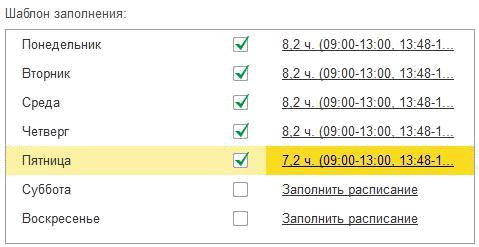 Шаблон заполнения:
Понедельник 8,2 ч. (09:00-13:00, 13:48-1...
Вторник 8,2 ч. (09:00-13:00, 13:48-1...
Среда 8,2 ч. (09:00-13:00, 13:48-1...
Четверг 8,2 ч. (09:00-13:00, 13:48-1...
Пятница 7,2 ч. (09:00-13:00, 13:48-1...
Суббота Заполнить расписание
Воскресенье Заполнить расписание